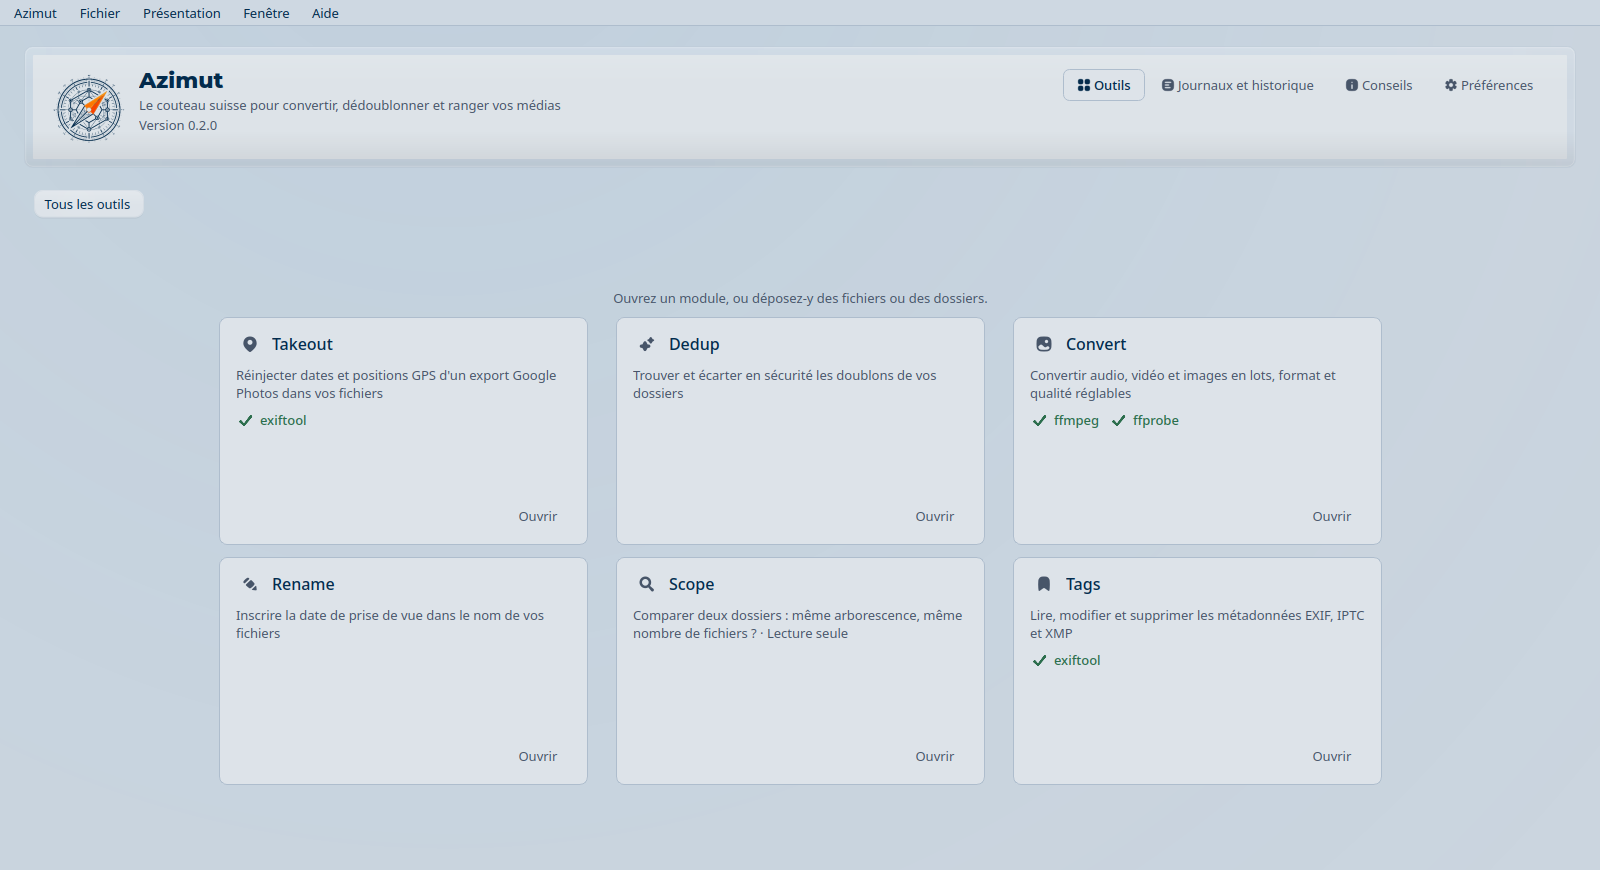 Azimut Fichier Présentation Fenêtre Aide
Azimut
Le couteau suisse pour convertir, dédoublonner et ranger vos médias
Version 0.2.0
Outils Journaux et historique Conseils Préférences
Tous les outils
Ouvrez un module, ou déposez-y des fichiers ou des dossiers.
Takeout
Réinjecter dates et positions GPS d'un export Google
Photos dans vos fichiers
exiftool
Ouvrir
Dedup
Trouver et écarter en sécurité les doublons de vos
dossiers
Ouvrir
Convert
Convertir audio, vidéo et images en lots, format et
qualité réglables
ffmpeg ffprobe
Ouvrir
Rename
Inscrire la date de prise de vue dans le nom de vos
fichiers
Ouvrir
Scope
Comparer deux dossiers : même arborescence, même
nombre de fichiers ? · Lecture seule
Ouvrir
Tags
Lire, modifier et supprimer les métadonnées EXIF, IPTC
et XMP
exiftool
Ouvrir